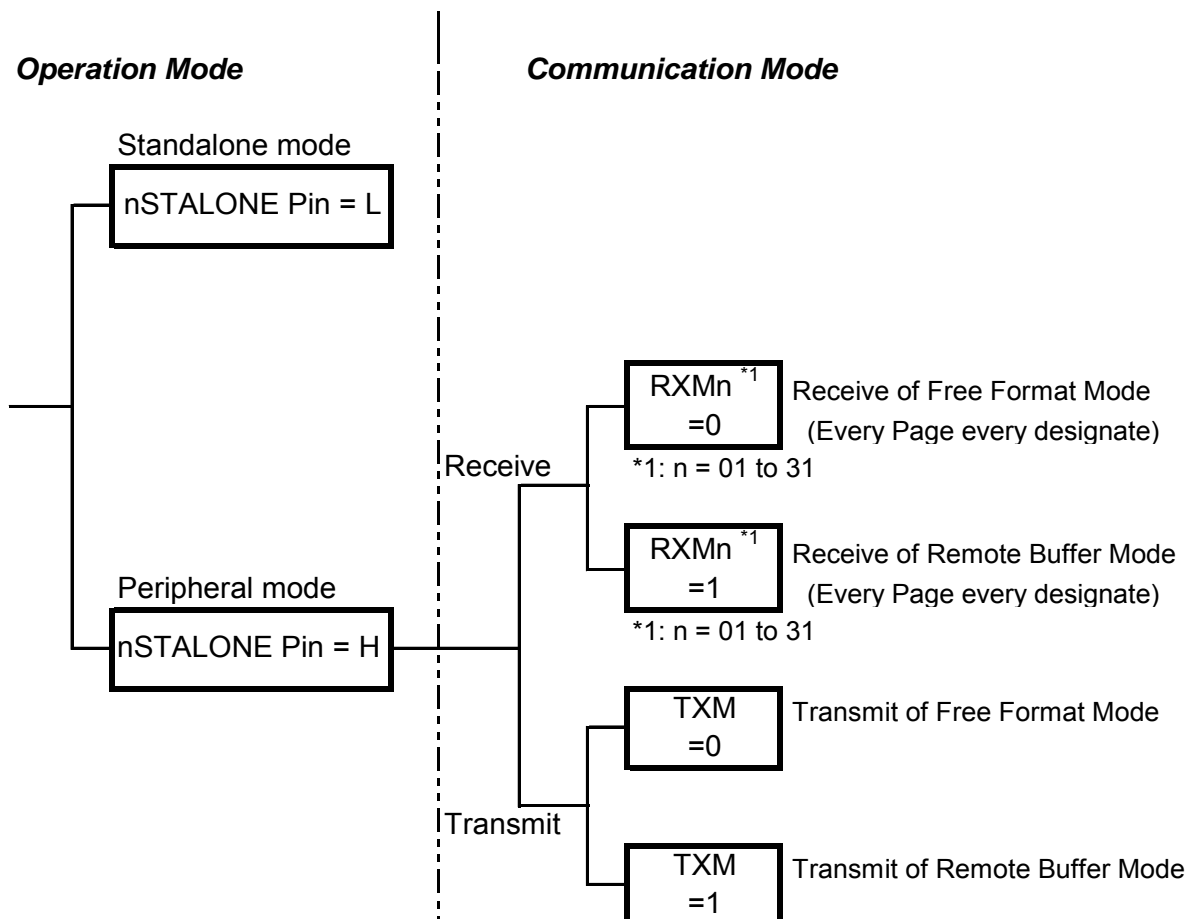 Operation Mode
Communication Mode
Standalone mode
nSTALONE Pin = L
RXMn *1
=0
Receive of Free Format Mode
(Every Page every designate)
*1: n = 01 to 31
Receive
RXMn *1
=1
Receive of Remote Buffer Mode
(Every Page every designate)
*1: n = 01 to 31
Peripheral mode
nSTALONE Pin = H
TXM
=0
Transmit of Free Format Mode
Transmit
TXM
=1
Transmit of Remote Buffer Mode